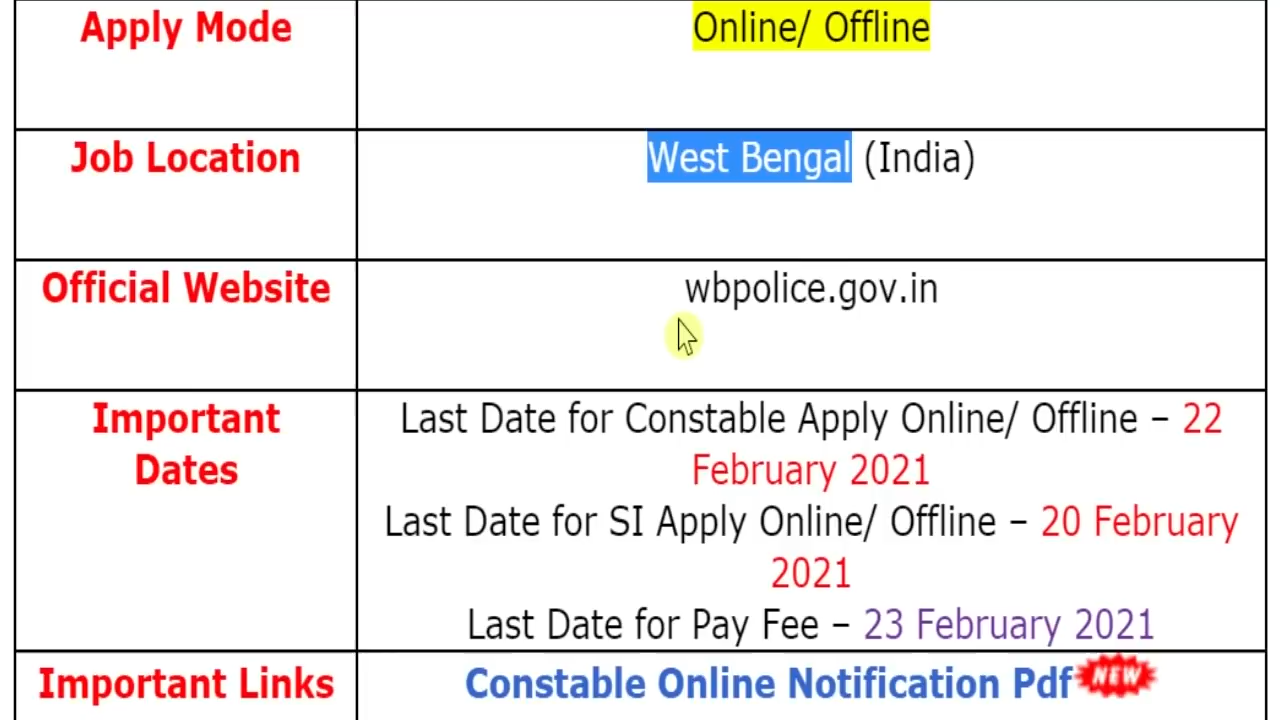 Apply Mode
Online/ Offline
Job Location
West Bengal (India)
Official Website
wbpolice.gov.in
Important
Dates
Last Date for Constable Apply Online/ Offline – 22
February 2021
Last Date for SI Apply Online/ Offline – 20 February
2021
Last Date for Pay Fee – 23 February 2021
Important Links
Constable Online Notification Pdf NEW